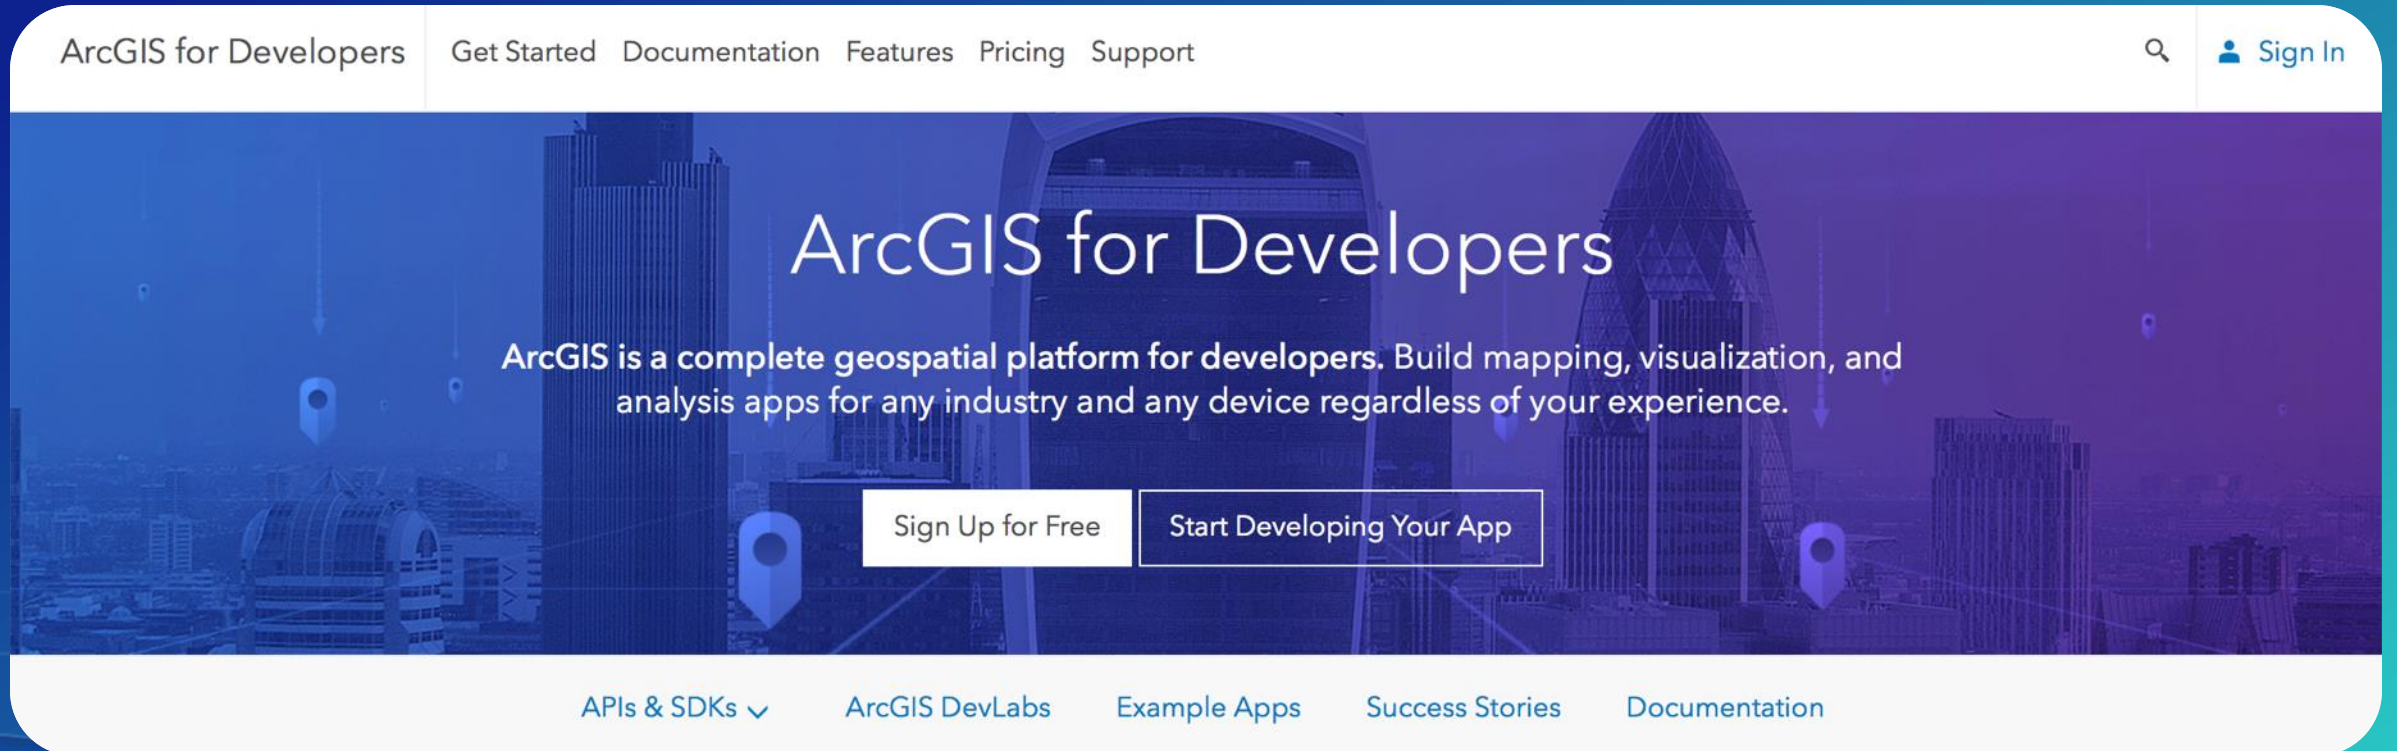 ArcGIS for Developers Get Started Documentation Features Pricing Support Sign In
ArcGIS for Developers
ArcGIS is a complete geospatial platform for developers. Build mapping, visualization, and
analysis apps for any industry and any device regardless of your experience.
Sign Up for Free Start Developing Your App
APIs & SDKs ArcGIS DevLabs Example Apps Success Stories Documentation